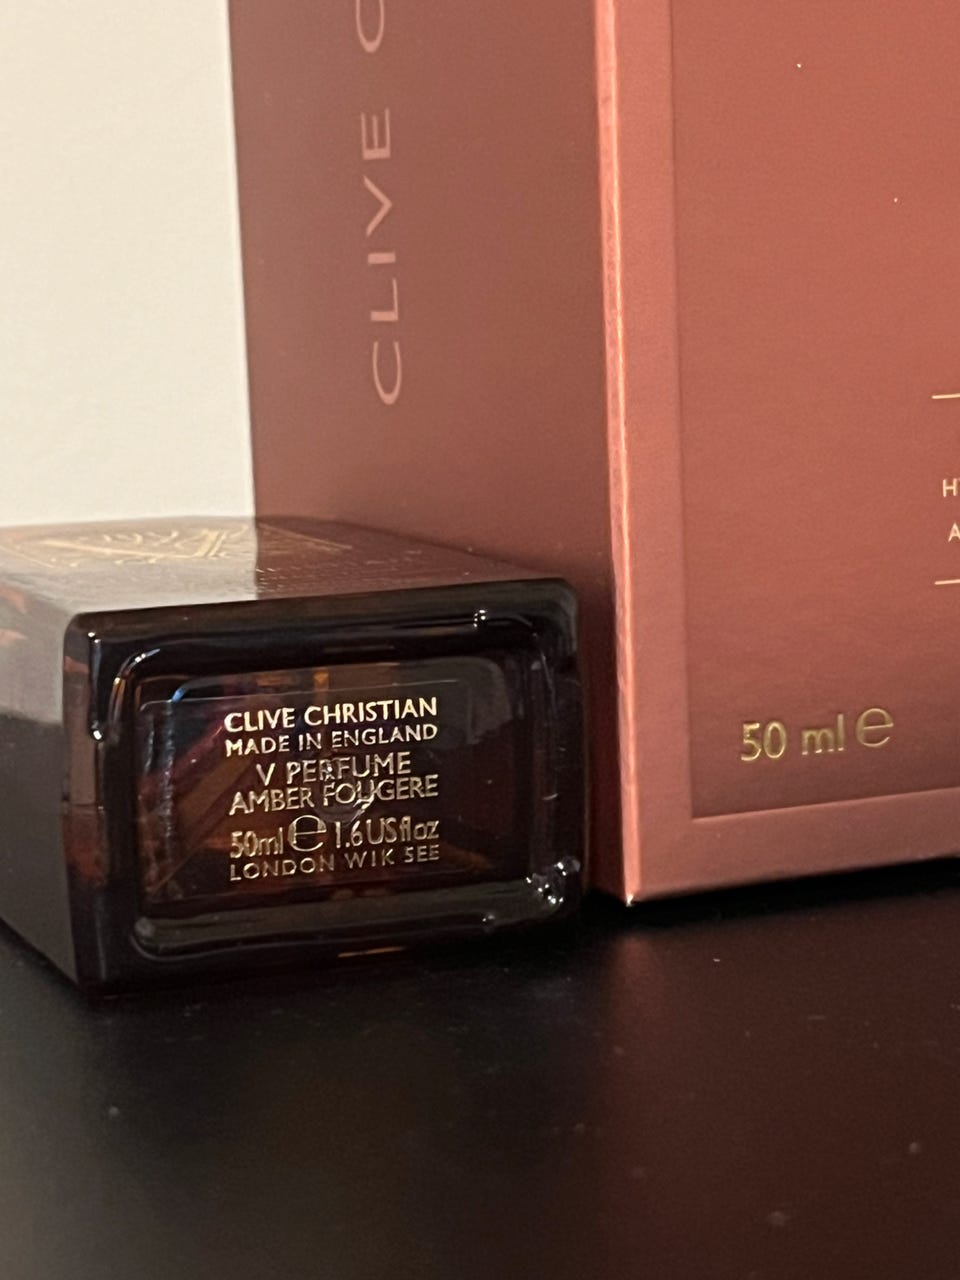 CLIVE C
H
A
50 ml ℮
CLIVE CHRISTIAN
MADE IN ENGLAND
V PERFUME
AMBER FOUGERE
50ml ℮ 1.6 US fl oz
LONDON W1K 5EE